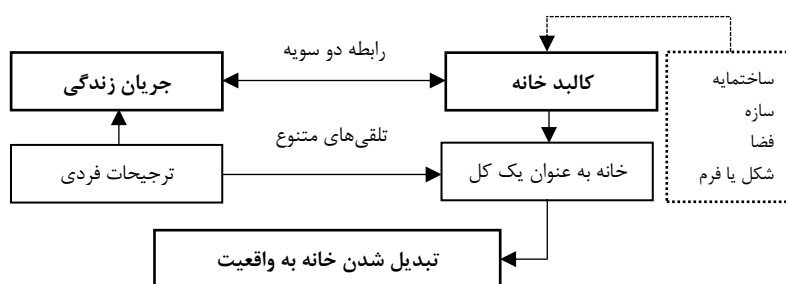 رابطه دو سویه
کالبد خانه
جریان زندگی
ساختمایه
سازه
فضا
شکل یا فرم
تلقی‌های متنوع
خانه به عنوان یک کل
ترجیحات فردی
تبدیل شدن خانه به واقعیت